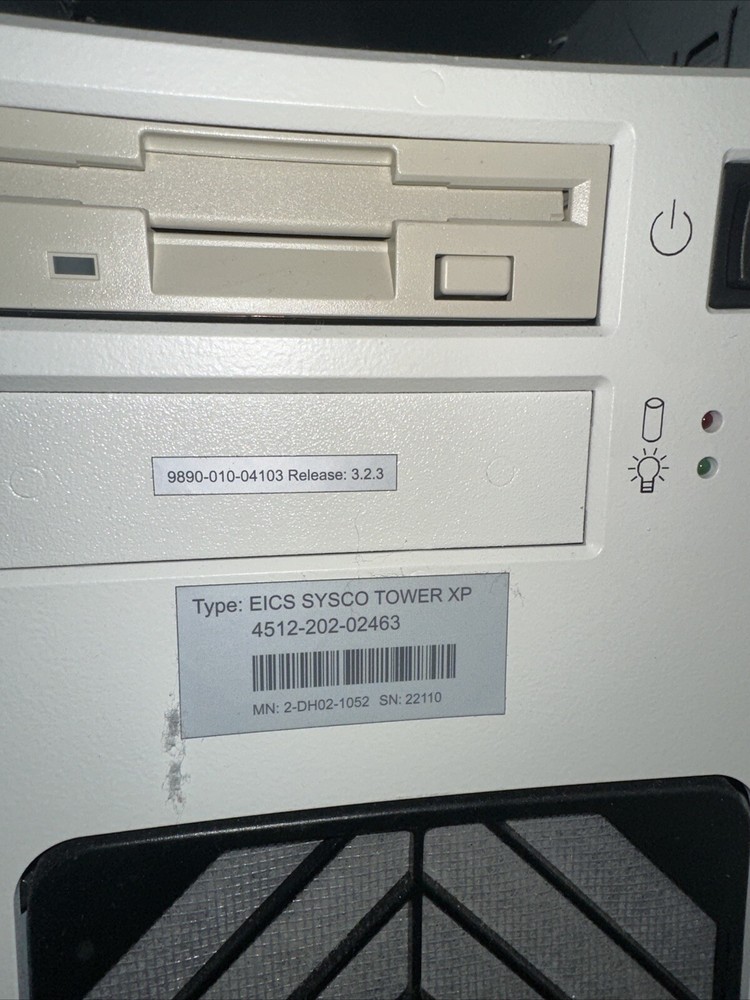 9890-010-04103 Release: 3.2.3
Type: EICS SYSCO TOWER XP
4512-202-02463
MN: 2-DH02-1052 SN: 22110